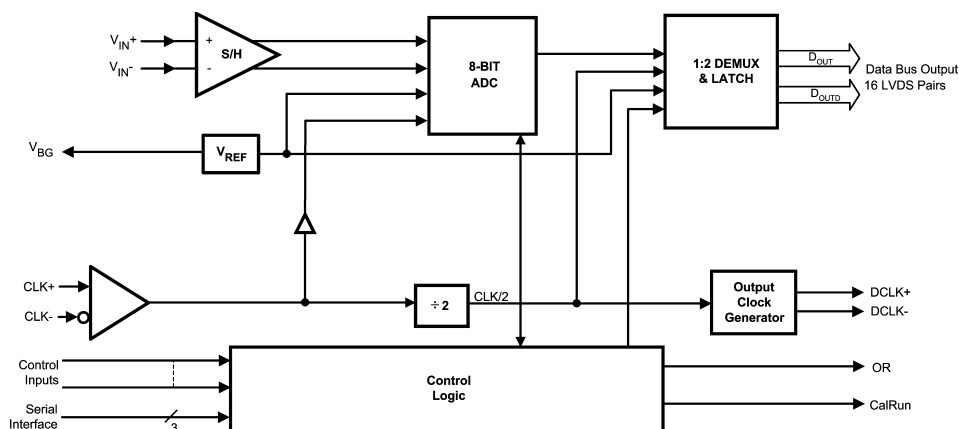 VIN+
VIN-
+
-
S/H
8-BIT
ADC
1:2 DEMUX
& LATCH
DOUT
DOUTD
Data Bus Output
16 LVDS Pairs
VBG
VREF
CLK+
CLK-
÷ 2
CLK/2
Output
Clock
Generator
DCLK+
DCLK-
Control
Inputs
Serial
Interface
3
Control
Logic
OR
CalRun